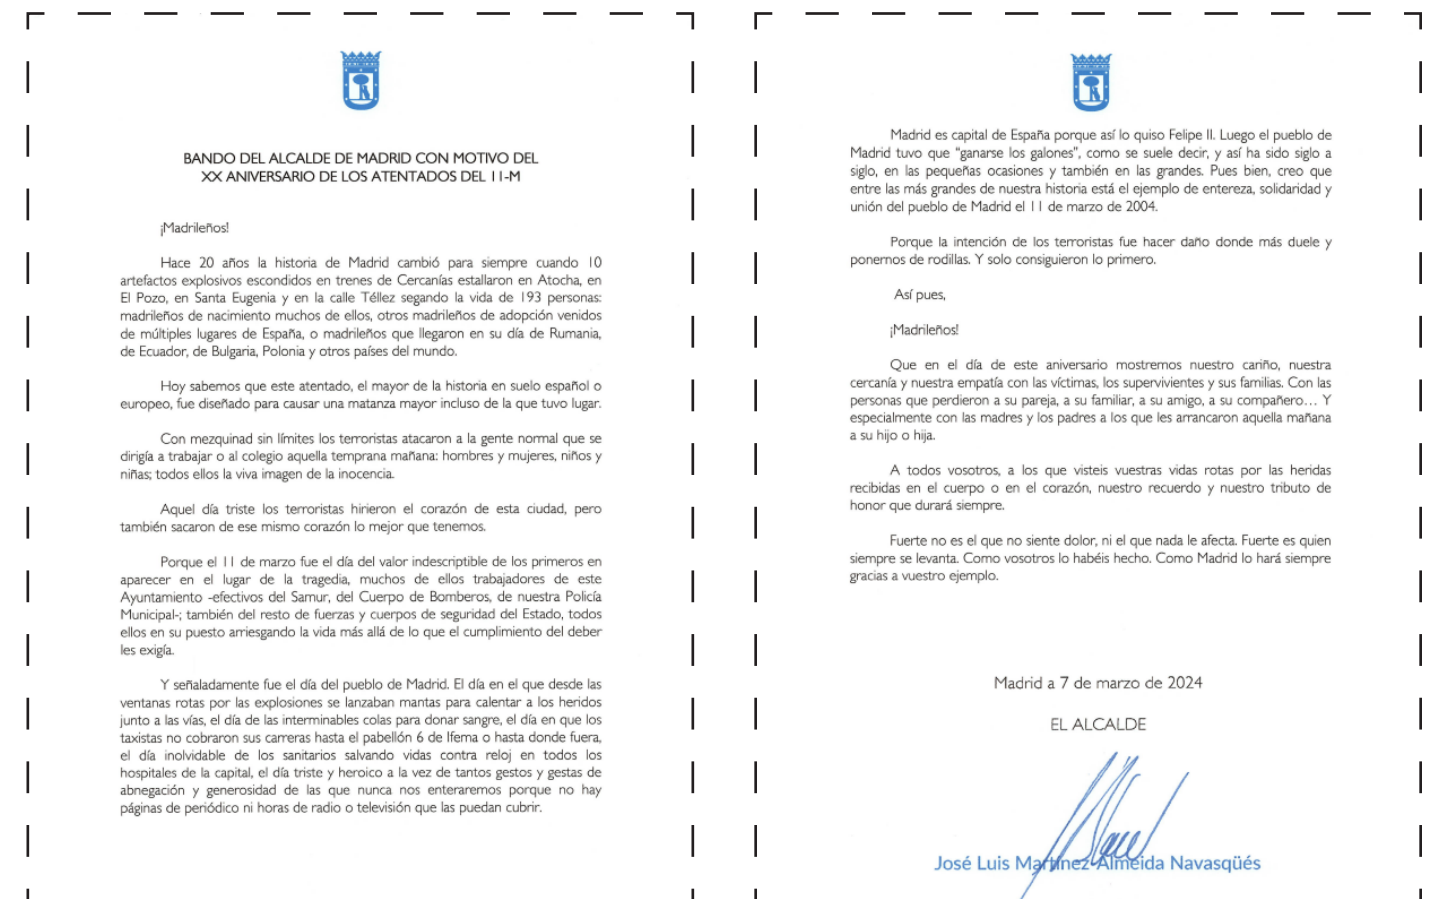 BANDO DEL ALCALDE DE MADRID CON MOTIVO DEL
XX ANIVERSARIO DE LOS ATENTADOS DEL 11-M
¡Madrileños!
Hace 20 años la historia de Madrid cambió para siempre cuando 10
artefactos explosivos escondidos en trenes de Cercanías estallaron en Atocha, en
El Pozo, en Santa Eugenia y en la calle Téllez segando la vida de 193 personas:
madrileños de nacimiento muchos de ellos, otros madrileños de adopción venidos
de múltiples lugares de España, o madrileños que llegaron en su día de Rumania,
de Ecuador, de Bulgaria, Polonia y otros países del mundo.
Hoy sabemos que este atentado, el mayor de la historia en suelo español o
europeo, fue diseñado para causar una matanza mayor incluso de la que tuvo lugar.
Con mezquinad sin límites los terroristas atacaron a la gente normal que se
dirigía a trabajar o al colegio aquella temprana mañana: hombres y mujeres, niños y
niñas; todos ellos la viva imagen de la inocencia.
Aquel día triste los terroristas hirieron el corazón de esta ciudad, pero
también sacaron de ese mismo corazón lo mejor que tenemos.
Porque el 11 de marzo fue el día del valor indescriptible de los primeros en
aparecer en el lugar de la tragedia, muchos de ellos trabajadores de este
Ayuntamiento -efectivos del Samur, del Cuerpo de Bomberos, de nuestra Policía
Municipal-; también del resto de fuerzas y cuerpos de seguridad del Estado, todos
ellos en su puesto arriesgando la vida más allá de lo que el cumplimiento del deber
les exigía.
Y señaladamente fue el día del pueblo de Madrid. El día en el que desde las
ventanas rotas por las explosiones se lanzaban mantas para calentar a los heridos
junto a las vías, el día de las interminables colas para donar sangre, el día en que los
taxistas no cobraron sus carreras hasta el pabellón 6 de Ifema o hasta donde fuera,
el día inolvidable de los sanitarios salvando vidas contra reloj en todos los
hospitales de la capital, el día triste y heroico a la vez de tantos gestos y gestas de
abnegación y generosidad de las que nunca nos enteraremos porque no hay
páginas de periódico ni horas de radio o televisión que las puedan cubrir.
Madrid es capital de España porque así lo quiso Felipe II. Luego el pueblo de
Madrid tuvo que “ganarse los galones”, como se suele decir, y así ha sido siglo a
siglo, en las pequeñas ocasiones y también en las grandes. Pues bien, creo que
entre las más grandes de nuestra historia está el ejemplo de entereza, solidaridad y
unión del pueblo de Madrid el 11 de marzo de 2004.
Porque la intención de los terroristas fue hacer daño donde más duele y
ponernos de rodillas. Y solo consiguieron lo primero.
Así pues,
¡Madrileños!
Que en el día de este aniversario mostremos nuestro cariño, nuestra
cercanía y nuestra empatía con las víctimas, los supervivientes y sus familias. Con las
personas que perdieron a su pareja, a su familiar, a su amigo, a su compañero… Y
especialmente con las madres y los padres a los que les arrancaron aquella mañana
a su hijo o hija.
A todos vosotros, a los que visteis vuestras vidas rotas por las heridas
recibidas en el cuerpo o en el corazón, nuestro recuerdo y nuestro tributo de
honor que durará siempre.
Fuerte no es el que no siente dolor, ni el que nada le afecta. Fuerte es quien
siempre se levanta. Como vosotros lo habéis hecho. Como Madrid lo hará siempre
gracias a vuestro ejemplo.
Madrid a 7 de marzo de 2024
EL ALCALDE
José Luis Martínez-Almeida Navasqüés